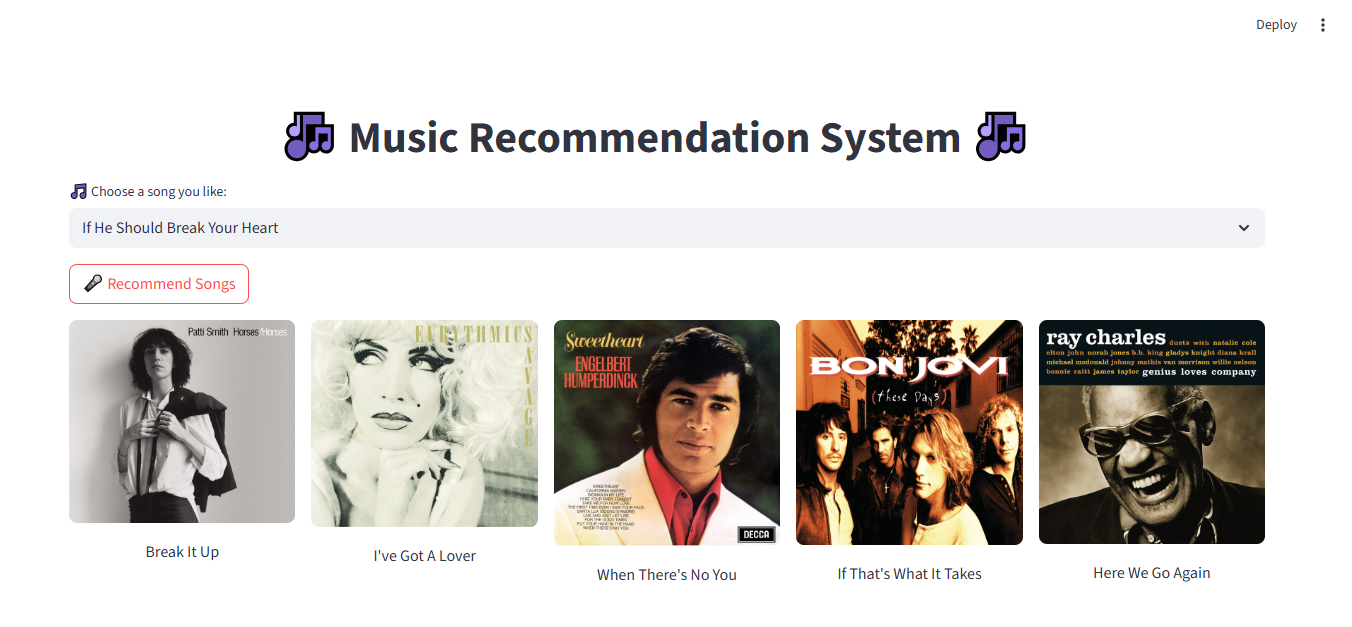 Deploy
Music Recommendation System
Choose a song you like:
If He Should Break Your Heart
Recommend Songs
Patti Smith Horses/Horses
EURYTHMICS
SAVAGE
Sweetheart
ENGELBERT
HUMPERDINCK
DECCA
BON JOVI
(these Days)
ray charles duets with natalie cole
elton john norah jones b.b. king gladys knight diana krall
michael mcdonald johnny mathis van morrison willie nelson
bonnie raitt james taylor genius loves company
Break It Up
I've Got A Lover
When There's No You
If That's What It Takes
Here We Go Again